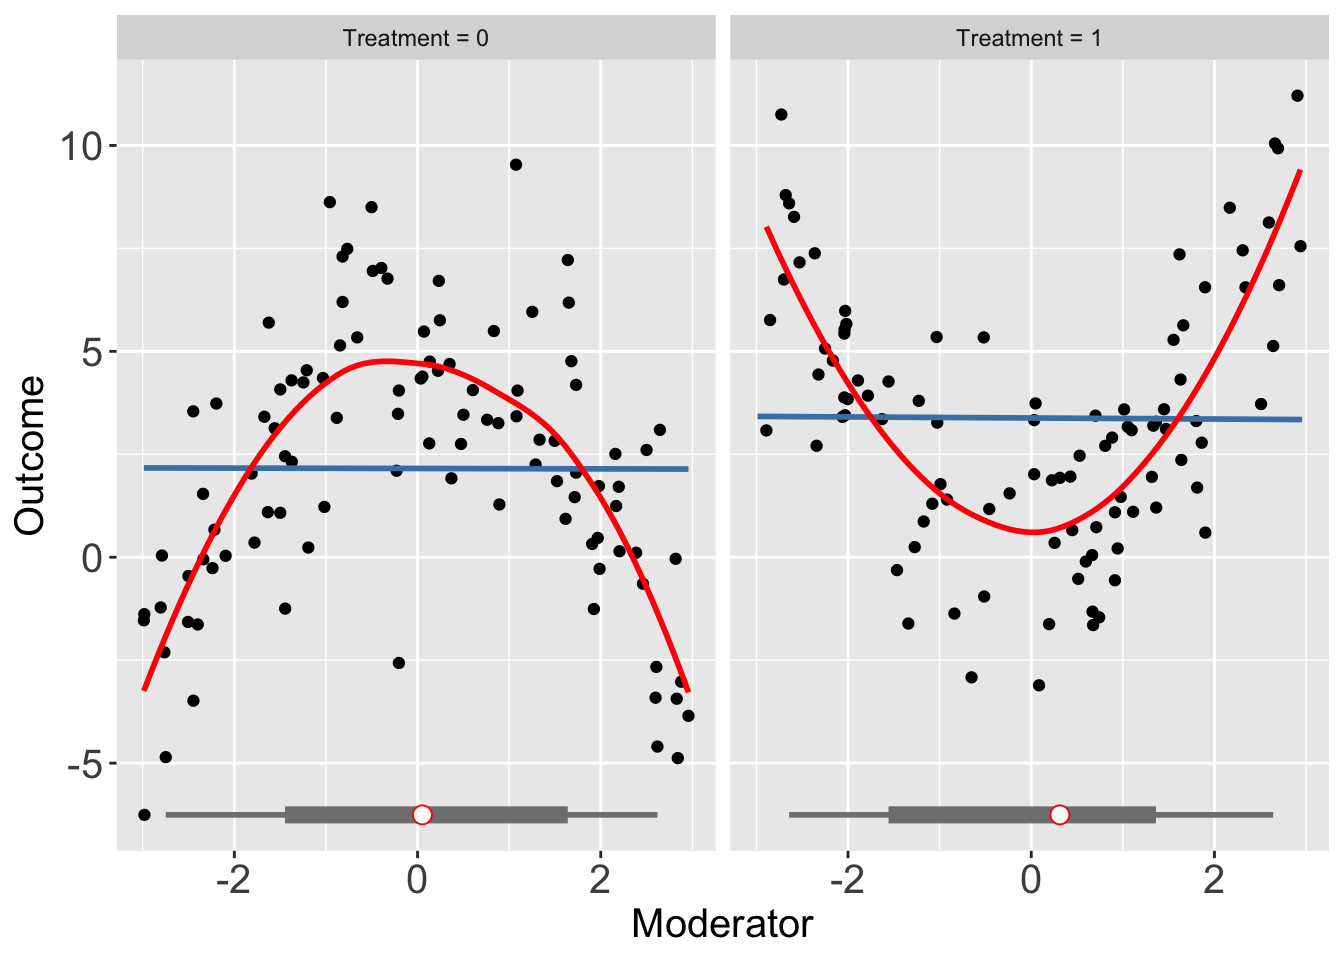 Treatment = 0
Treatment = 1
Outcome
10
5
0
-5
-2
0
2
-2
0
2
Moderator